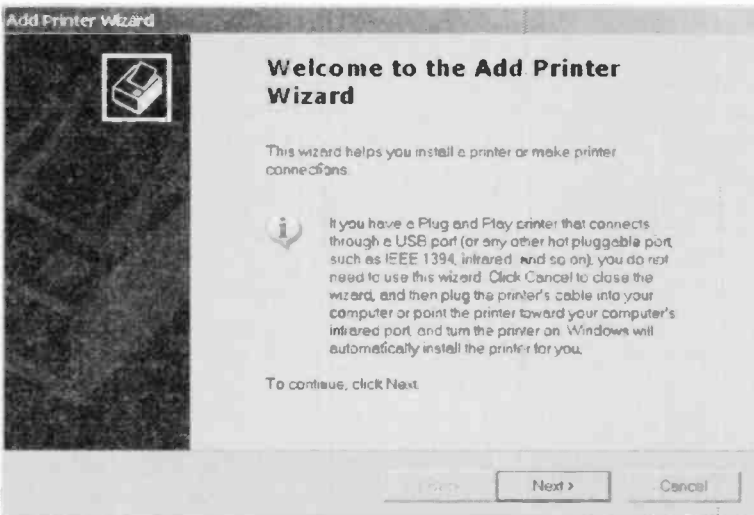 Add Printer Wizard
Welcome to the Add Printer
Wizard
This wizard helps you install a printer or make printer
connections.
If you have a Plug and Play printer that connects
through a USB port (or any other hot pluggable port,
such as IEEE 1394, infrared, and so on), you do not
need to use this wizard. Click Cancel to close the
wizard, and then plug the printer's cable into your
computer or point the printer toward your computer's
infrared port, and turn the printer on. Windows will
automatically install the printer for you.
To continue, click Next.
Next >
Cancel